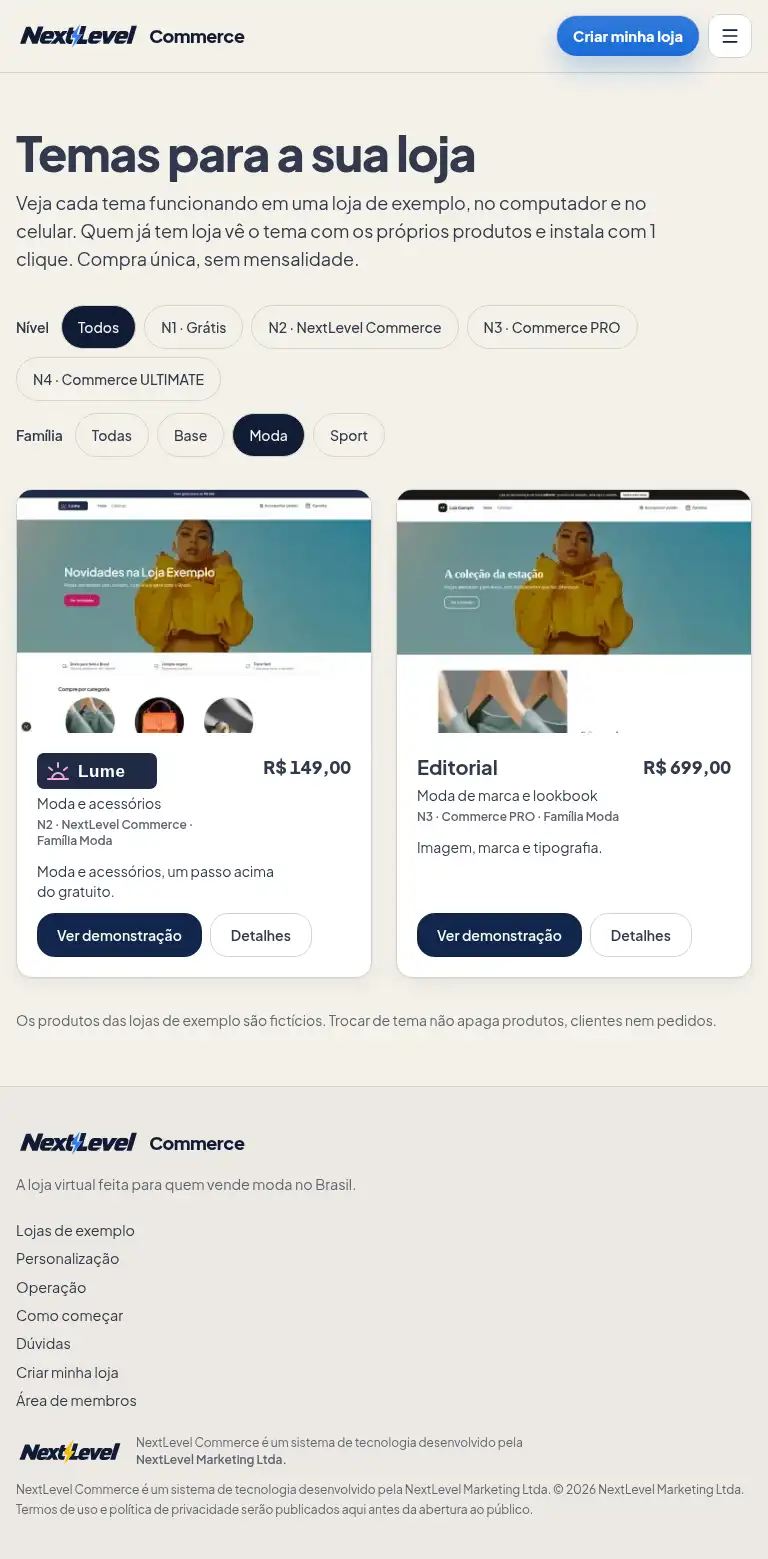 NextLevel Commerce
Criar minha loja
Temas para a sua loja
Veja cada tema funcionando em uma loja de exemplo, no computador e no
celular. Quem já tem loja vê o tema com os próprios produtos e instala com 1
clique. Compra única, sem mensalidade.
Nível Todos N1 · Grátis N2 · NextLevel Commerce N3 · Commerce PRO
N4 · Commerce ULTIMATE
Família Todas Base Moda Sport
Novidades na Loja Exemplo
Compre por categoria
Loja Exemplo
A coleção da estação
Lume R$ 149,00
Moda e acessórios
N2 · NextLevel Commerce ·
Família Moda
Moda e acessórios, um passo acima
do gratuito.
Ver demonstração Detalhes
Editorial R$ 699,00
Moda de marca e lookbook
N3 · Commerce PRO · Família Moda
Imagem, marca e tipografia.
Ver demonstração Detalhes
Os produtos das lojas de exemplo são fictícios. Trocar de tema não apaga produtos, clientes nem pedidos.
NextLevel Commerce
A loja virtual feita para quem vende moda no Brasil.
Lojas de exemplo
Personalização
Operação
Como começar
Dúvidas
Criar minha loja
Área de membros
NextLevel
NextLevel Commerce é um sistema de tecnologia desenvolvido pela
NextLevel Marketing Ltda.
NextLevel Commerce é um sistema de tecnologia desenvolvido pela NextLevel Marketing Ltda. © 2026 NextLevel Marketing Ltda.
Termos de uso e política de privacidade serão publicados aqui antes da abertura ao público.